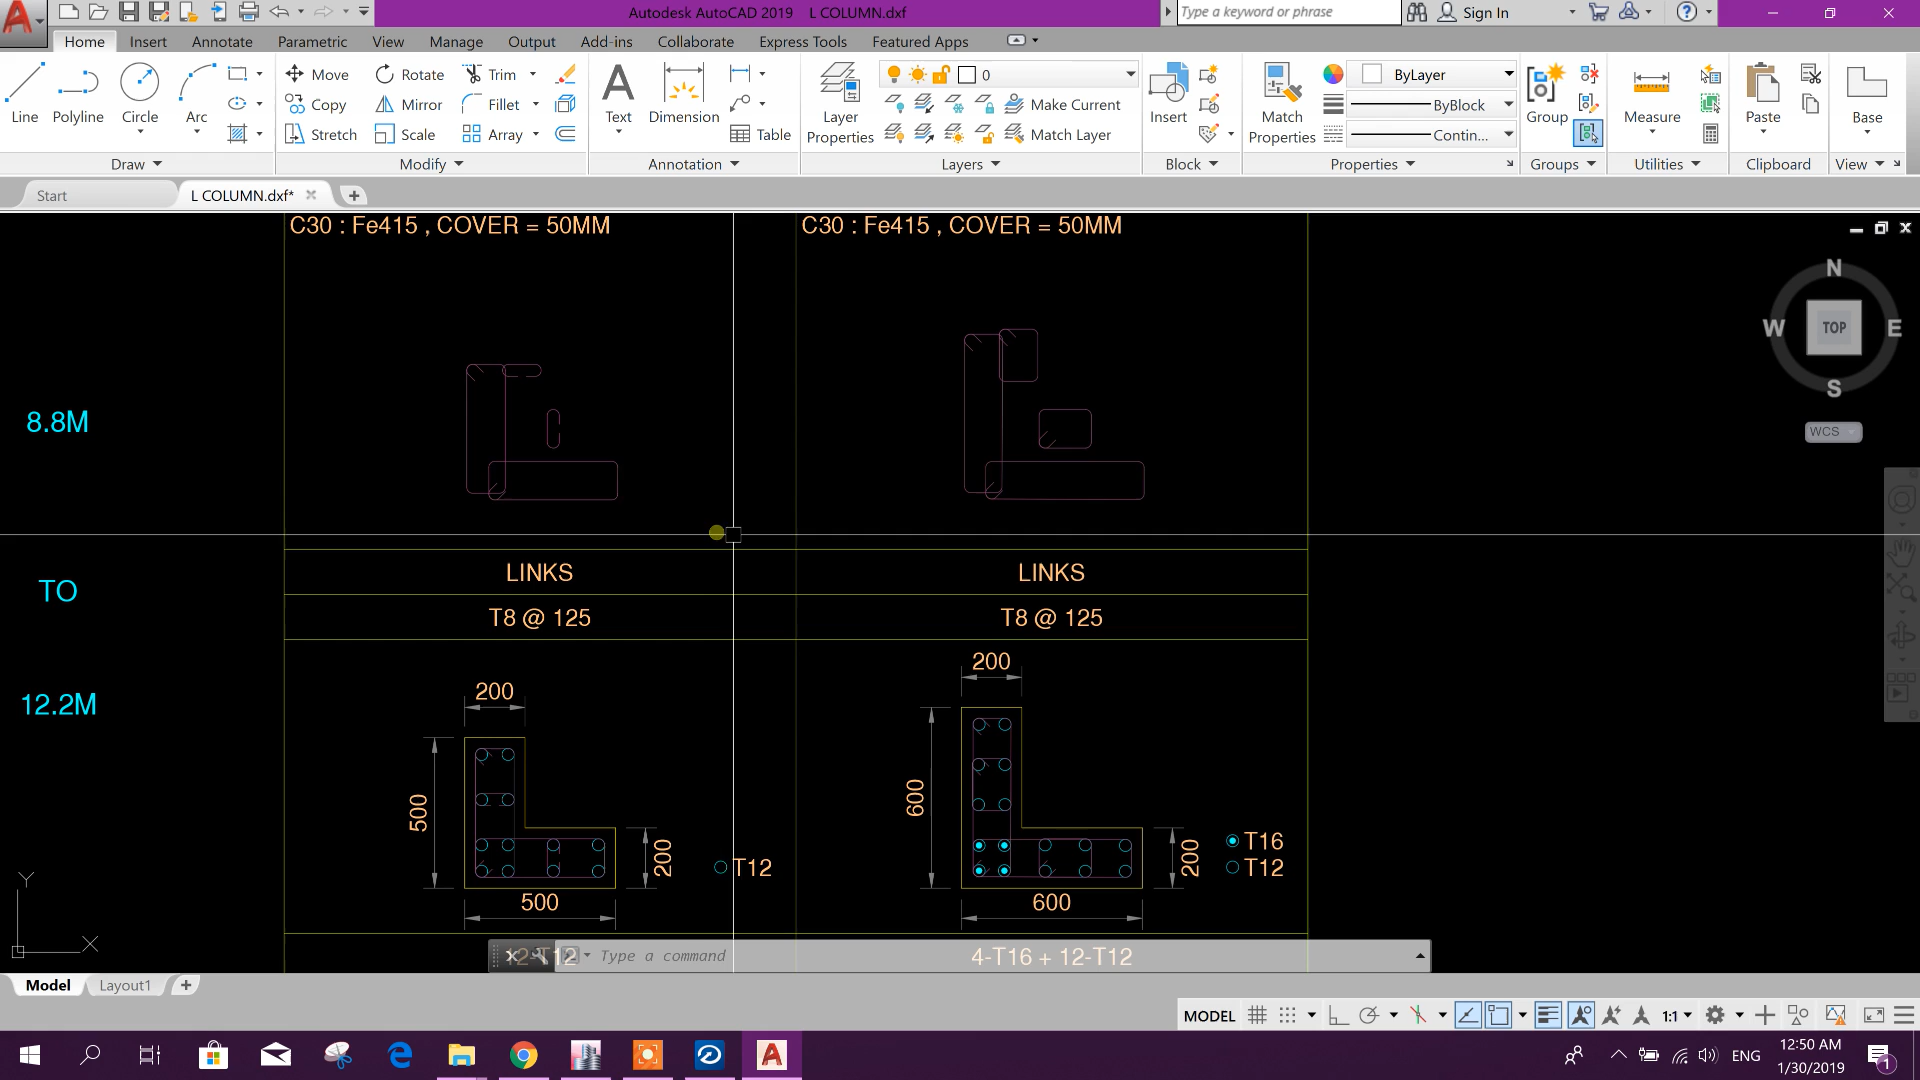 Autodesk AutoCAD 2019 L COLUMN.dxf
Type a keyword or phrase
Sign In
Home Insert Annotate Parametric View Manage Output Add-ins Collaborate Express Tools Featured Apps
Line
Polyline
Circle
Arc
Draw
Move
Rotate
Trim
Copy
Mirror
Fillet
Stretch
Scale
Array
Modify
Text
Dimension
Table
Annotation
Layer
Properties
0
Make Current
Match Layer
Layers
Insert
Block
Match
Properties
ByLayer
ByBlock
Contin...
Properties
Group
Groups
Measure
Utilities
Paste
Clipboard
Base
View
Start
L COLUMN.dxf*
C30 : Fe415 , COVER = 50MM
C30 : Fe415 , COVER = 50MM
N
W
TOP
E
S
WCS
8.8M
TO
12.2M
LINKS
LINKS
T8 @ 125
T8 @ 125
200
500
200
500
T12
200
600
200
600
T16
T12
Y
X
12-T12
Type a command
4-T16 + 12-T12
Model
Layout1
MODEL
1:1
ENG
12:50 AM
1/30/2019
1